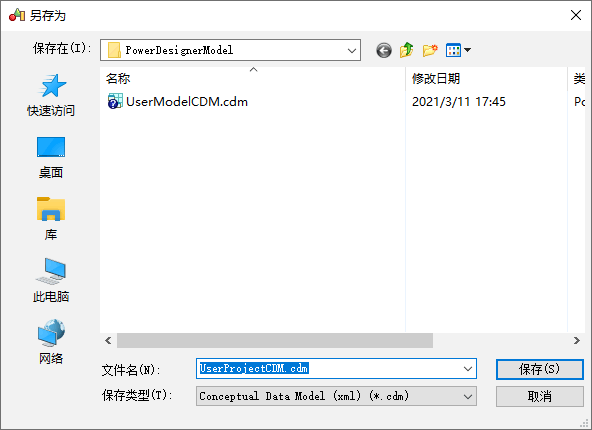 另存为
保存在(I):
PowerDesignerModel
名称
修改日期
类
UserModelCDM.cdm
2021/3/11 17:45
Po
快速访问
桌面
库
此电脑
网络
文件名(N):
UserProjectCDM.cdm
保存(S)
保存类型(T):
Conceptual Data Model (xml) (*.cdm)
取消